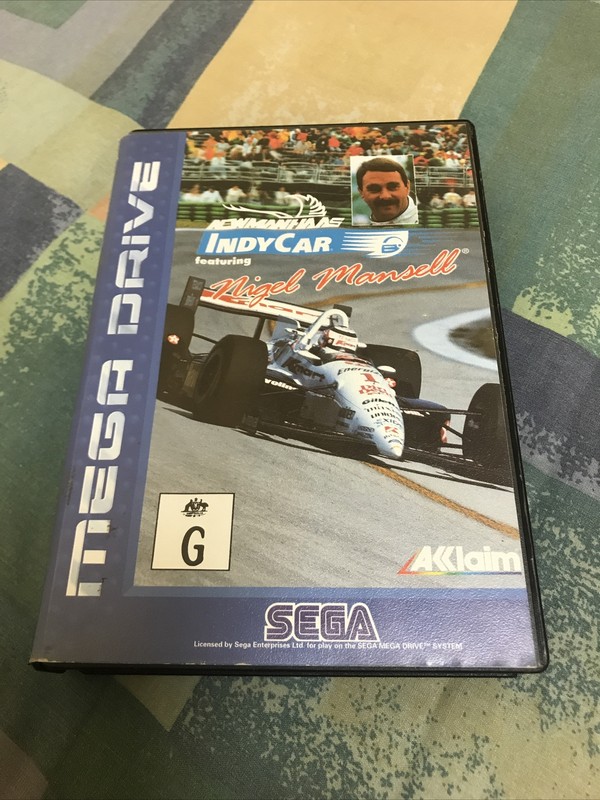 MEGA DRIVE
NEWMAN HAAS
INDYCAR
featuring
Nigel Mansell®
G
AKKlaim
SEGA
Licensed by Sega Enterprises Ltd. for play on the SEGA MEGA DRIVE™ SYSTEM